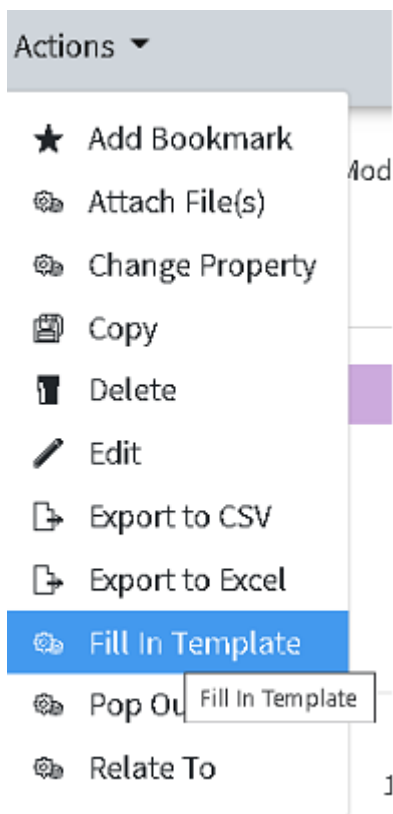 Actions
Add Bookmark
Attach File(s)
Change Property
Copy
Delete
Edit
Export to CSV
Export to Excel
Fill In Template
Fill In Template
Pop
Relate To